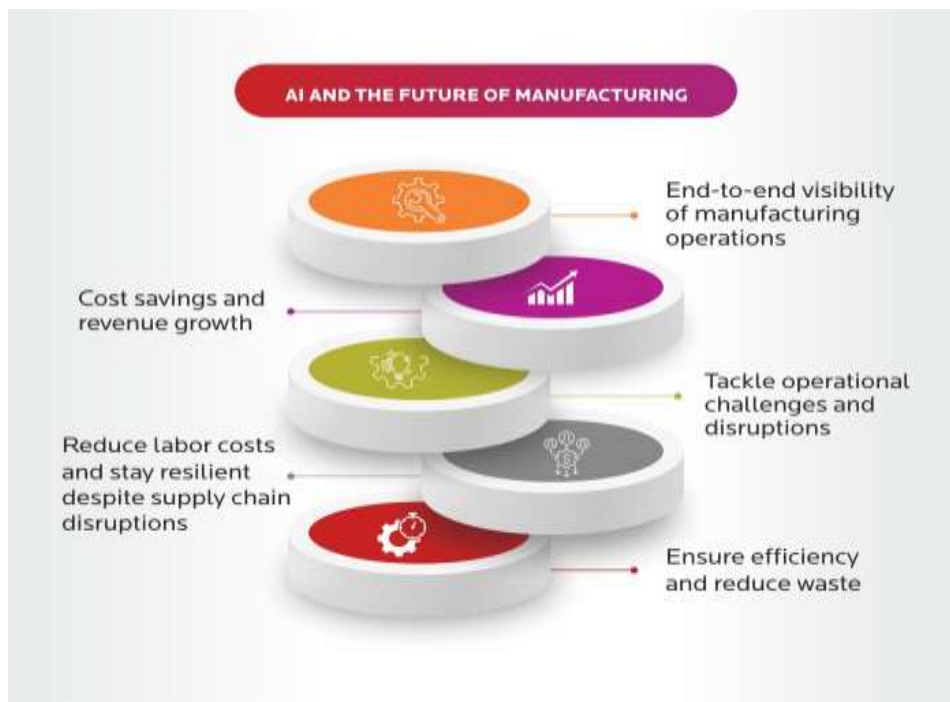 AI AND THE FUTURE OF MANUFACTURING
End-to-end visibility
of manufacturing
operations
Cost savings and
revenue growth
Tackle operational
challenges and
disruptions
Reduce labor costs
and stay resilient
despite supply chain
disruptions
Ensure efficiency
and reduce waste